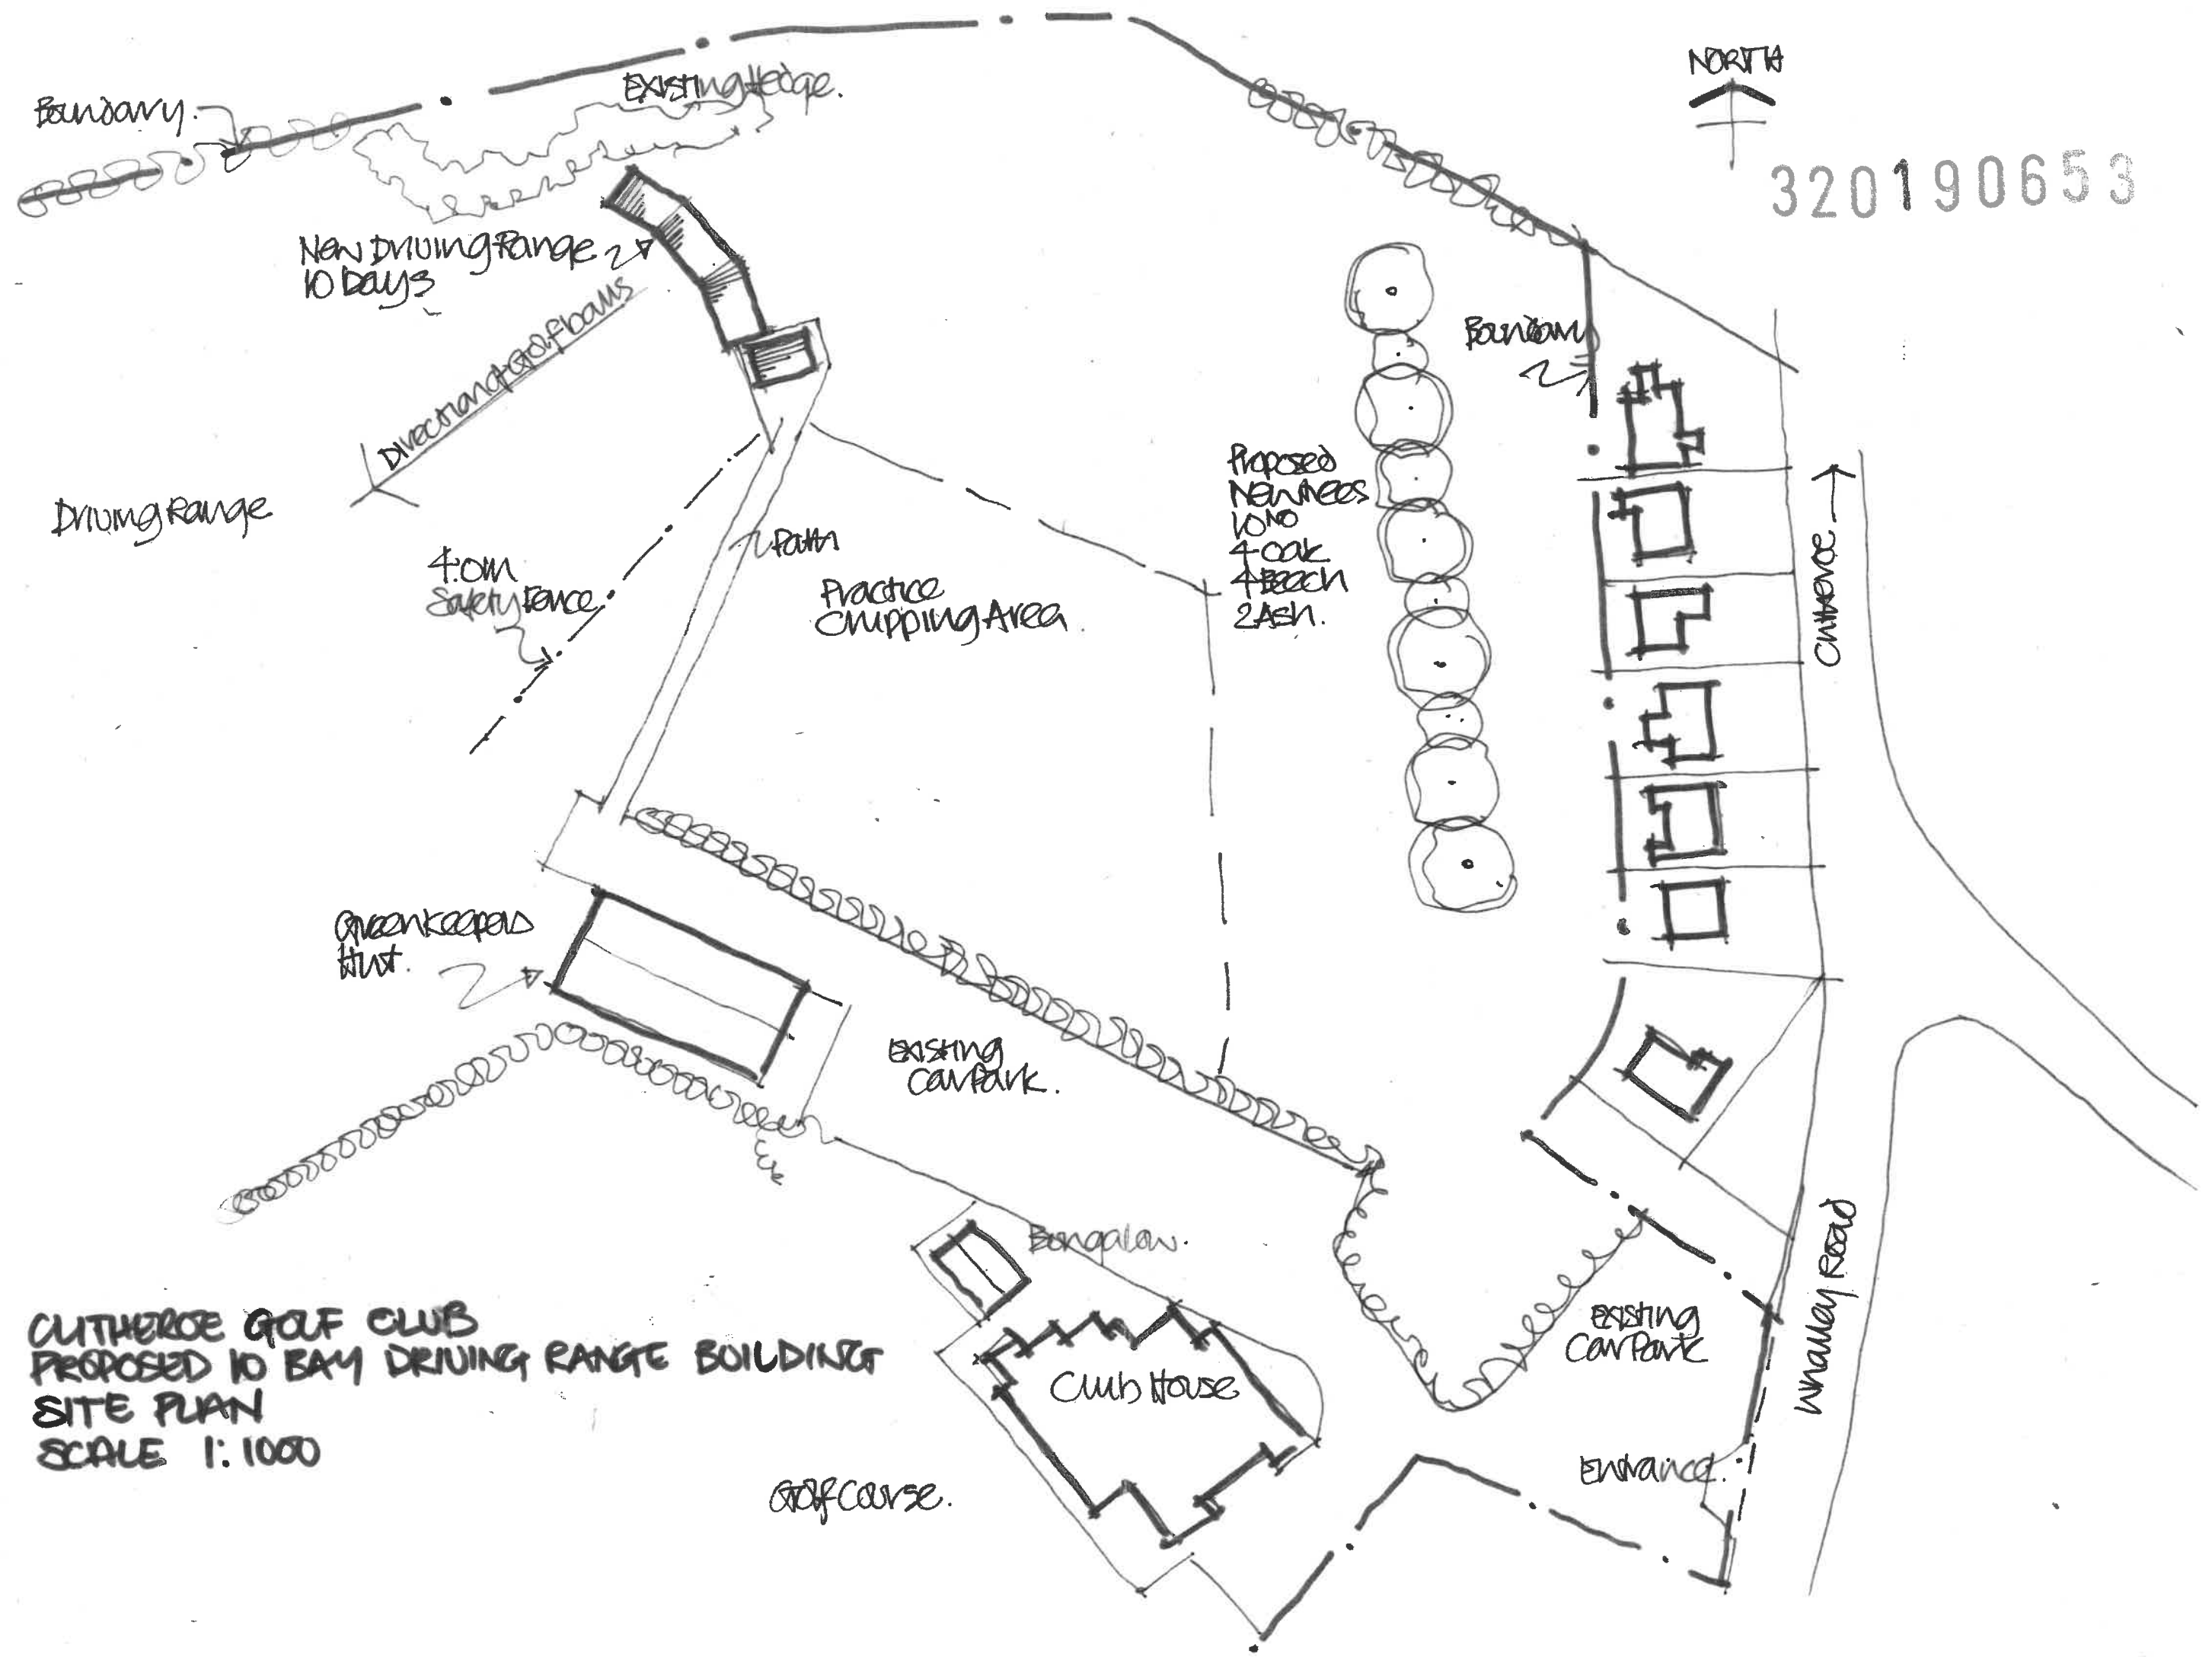 Boundary.
Existing Hedge.
NORTH
320190653
New Driving Range
10 Bays
Direction of Golf balls
Driving Range
4.0m
Safety Fence
Path
Practice
Chipping Area
Boundary
Proposed
New Trees
10 No
4 Oak
4 Beech
2 Ash.
Clitheroe
Greenkeepers
Hut.
Existing
Car Park.
Bungalow.
Club House
Existing
Car Park
Whalley Road
Entrance.
Golf Course.
CLITHEROE GOLF CLUB
PROPOSED 10 BAY DRIVING RANGE BUILDING
SITE PLAN
SCALE 1:1000